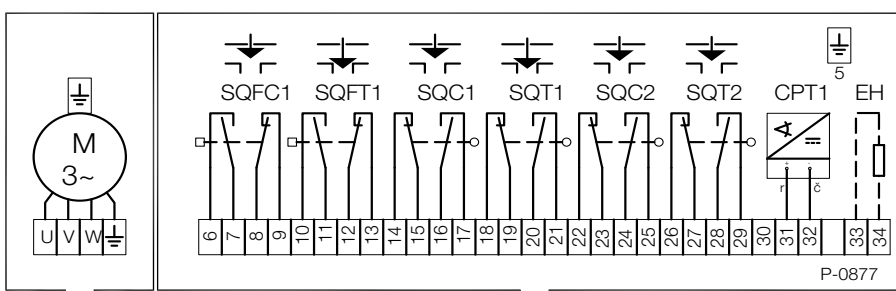 M
3~
U V W
SQFC1 SQFT1 SQC1 SQT1 SQC2 SQT2 CPT1 EH
5
+ -
r č
6 7 8 9 10 11 12 13 14 15 16 17 18 19 20 21 22 23 24 25 26 27 28 29 30 31 32 33 34
P-0877